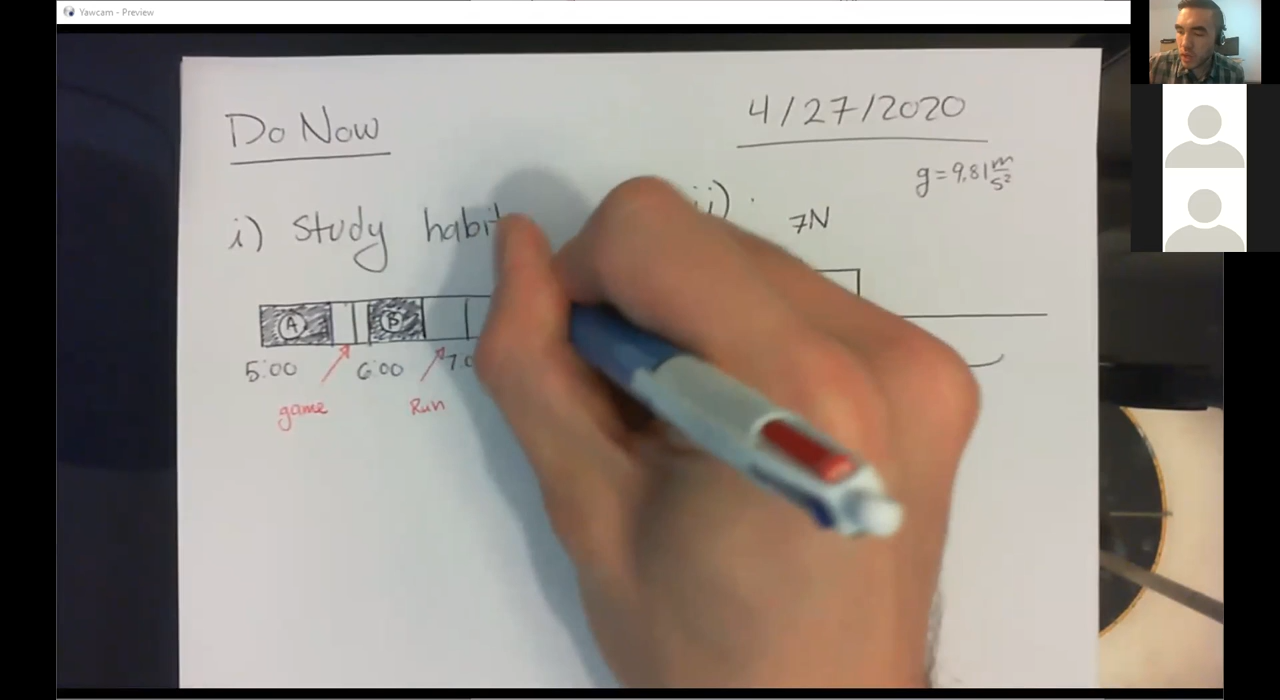 Yawcam - Preview
Do Now
4/27/2020
g = 9.81 m/s²
i) Study habit
ii)
7N
A
B
5:00
6:00
game
Run